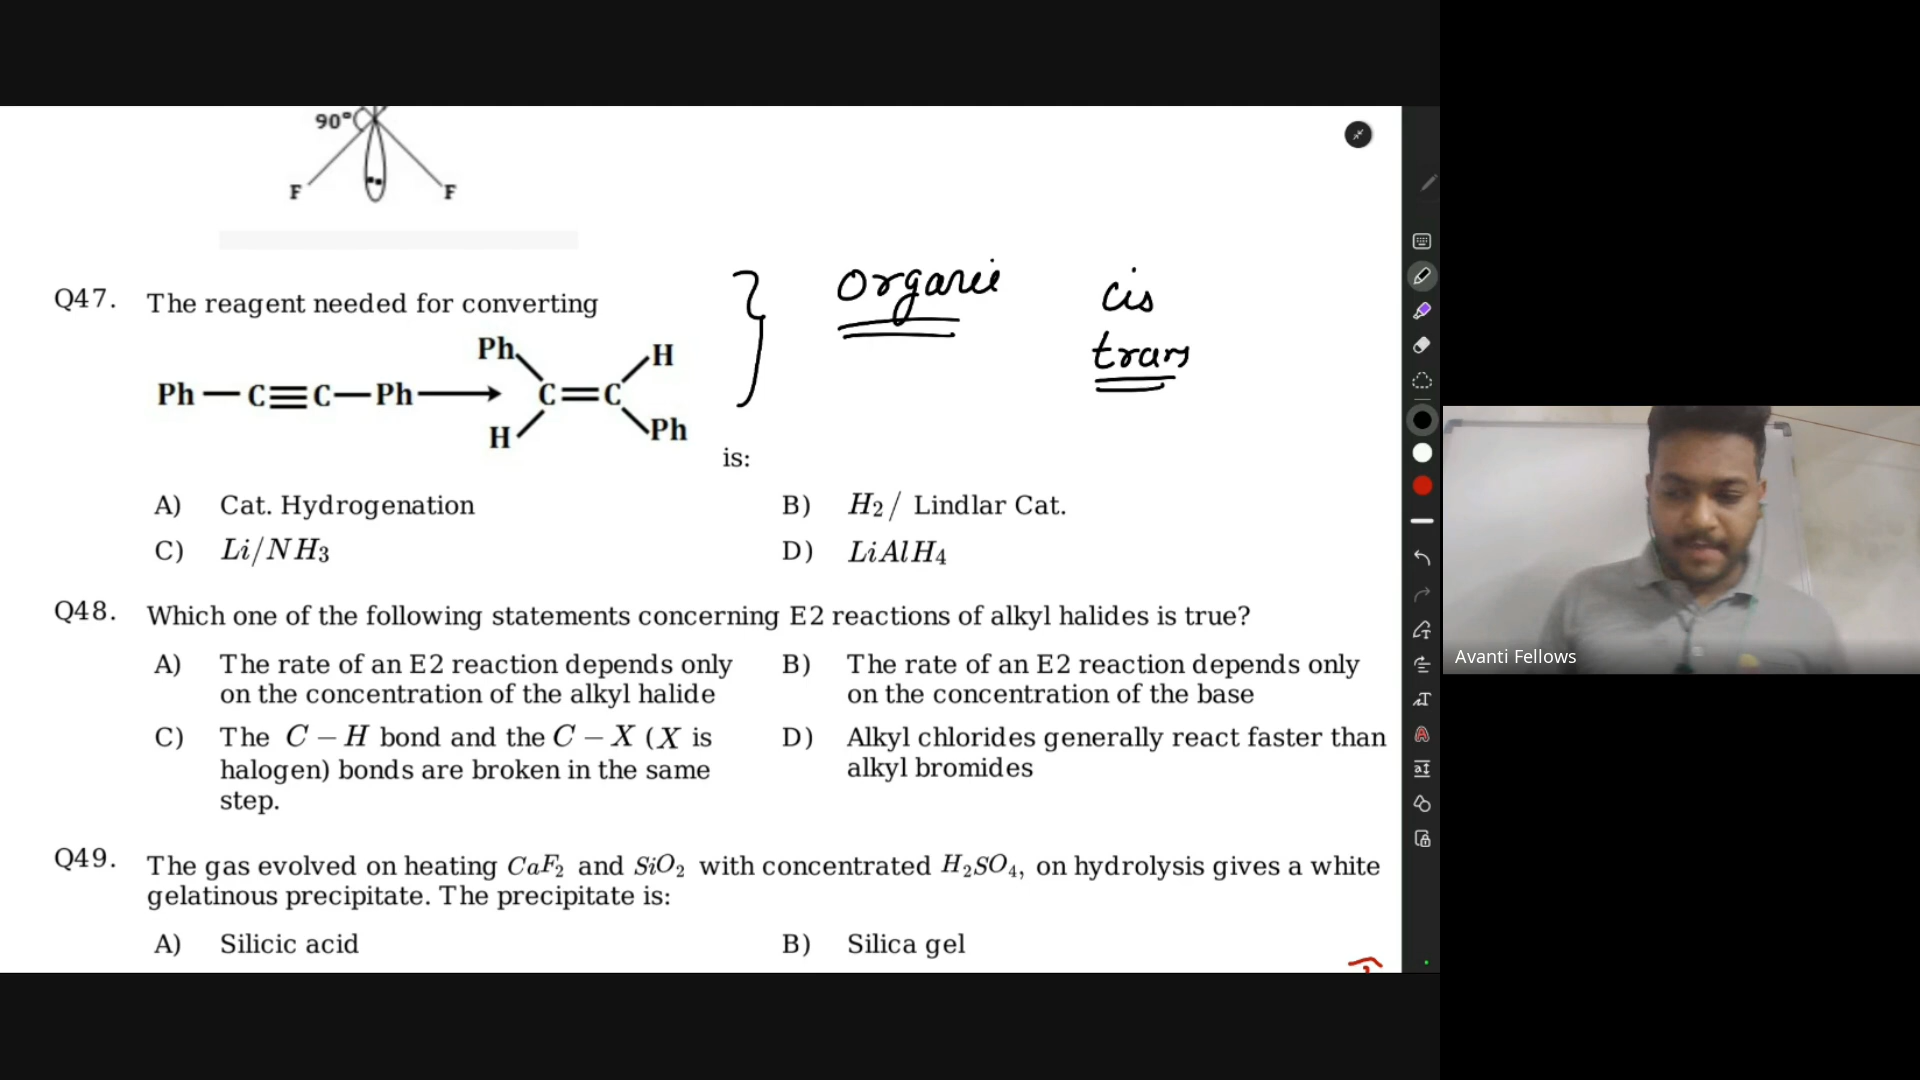 90°
F F
Q47. The reagent needed for converting
organic cis
trans
Ph H
Ph — C≡C—Ph → C=C
H Ph
is:
A) Cat. Hydrogenation B) H₂/ Lindlar Cat.
C) Li/NH₃ D) LiAlH₄
Q48. Which one of the following statements concerning E2 reactions of alkyl halides is true?
A) The rate of an E2 reaction depends only on the concentration of the alkyl halide
B) The rate of an E2 reaction depends only on the concentration of the base
C) The C – H bond and the C – X (X is halogen) bonds are broken in the same step.
D) Alkyl chlorides generally react faster than alkyl bromides
Q49. The gas evolved on heating CaF₂ and SiO₂ with concentrated H₂SO₄, on hydrolysis gives a white
gelatinous precipitate. The precipitate is:
A) Silicic acid B) Silica gel
Avanti Fellows